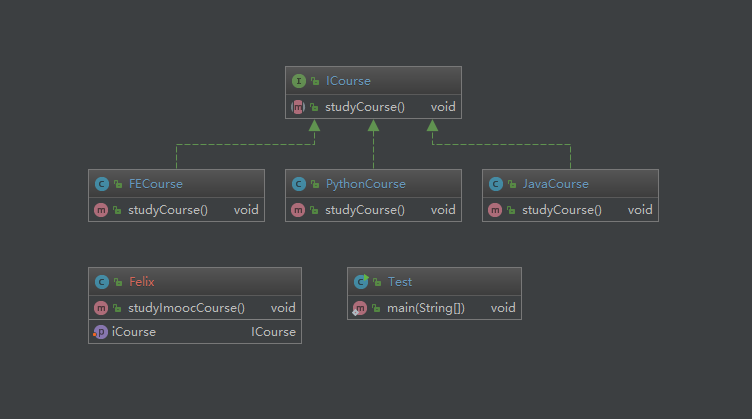 ICourse
studyCourse() void
FECourse
PythonCourse
JavaCourse
studyCourse() void
studyCourse() void
studyCourse() void
Felix
Test
studyImoocCourse() void
main(String[]) void
iCourse ICourse